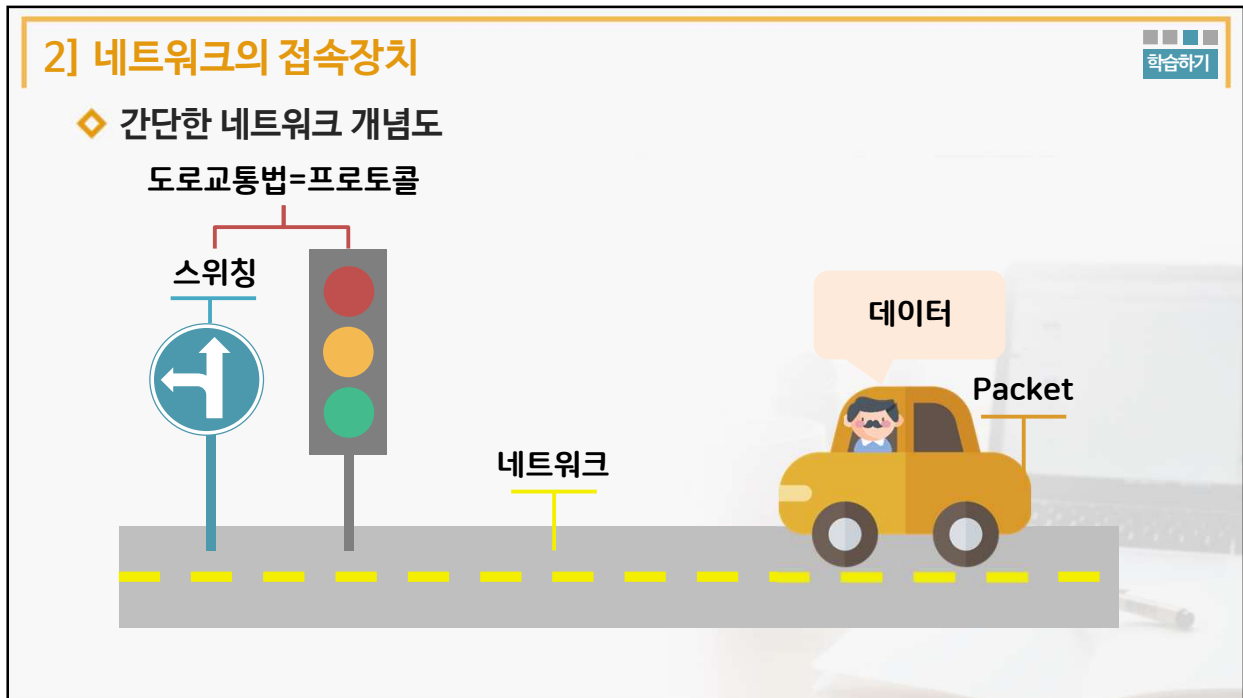 2] 네트워크의 접속장치
학습하기
간단한 네트워크 개념도
도로교통법=프로토콜
스위칭
데이터
Packet
네트워크